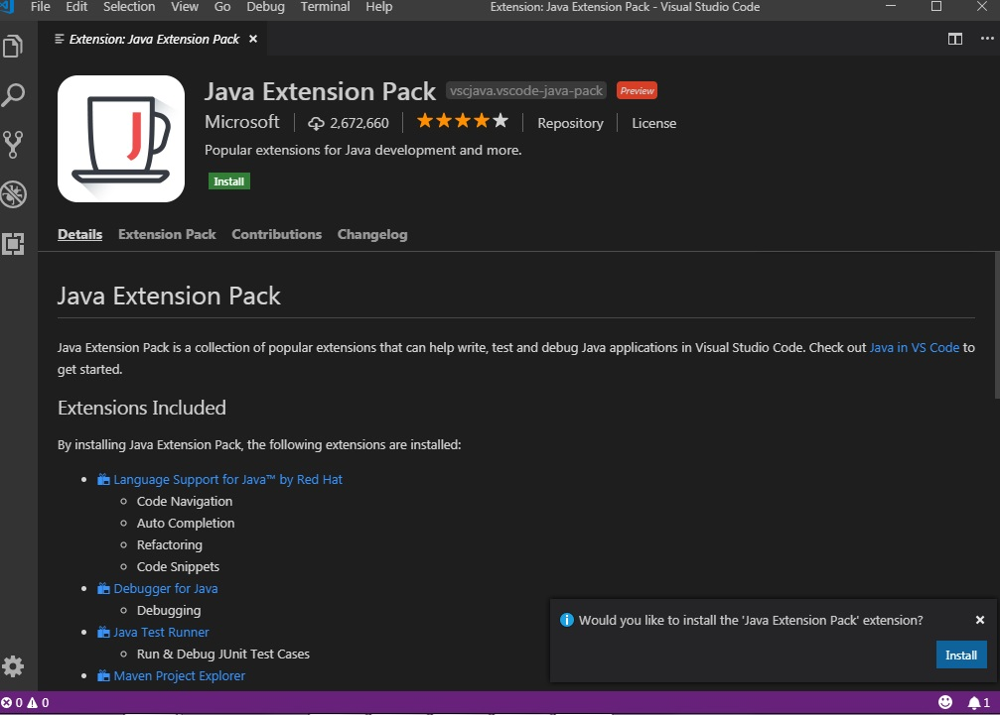 File Edit Selection View Go Debug Terminal Help Extension: Java Extension Pack - Visual Studio Code
Extension: Java Extension Pack
Java Extension Pack vscjava.vscode-java-pack Preview
Microsoft 2,672,660 Repository License
Popular extensions for Java development and more.
Install
J
Details Extension Pack Contributions Changelog
Java Extension Pack
Java Extension Pack is a collection of popular extensions that can help write, test and debug Java applications in Visual Studio Code. Check out Java in VS Code to
get started.
Extensions Included
By installing Java Extension Pack, the following extensions are installed:
Language Support for Java™ by Red Hat
Code Navigation
Auto Completion
Refactoring
Code Snippets
Debugger for Java
Debugging
Java Test Runner
Run & Debug JUnit Test Cases
Maven Project Explorer
Would you like to install the 'Java Extension Pack' extension?
Install
0 0 1